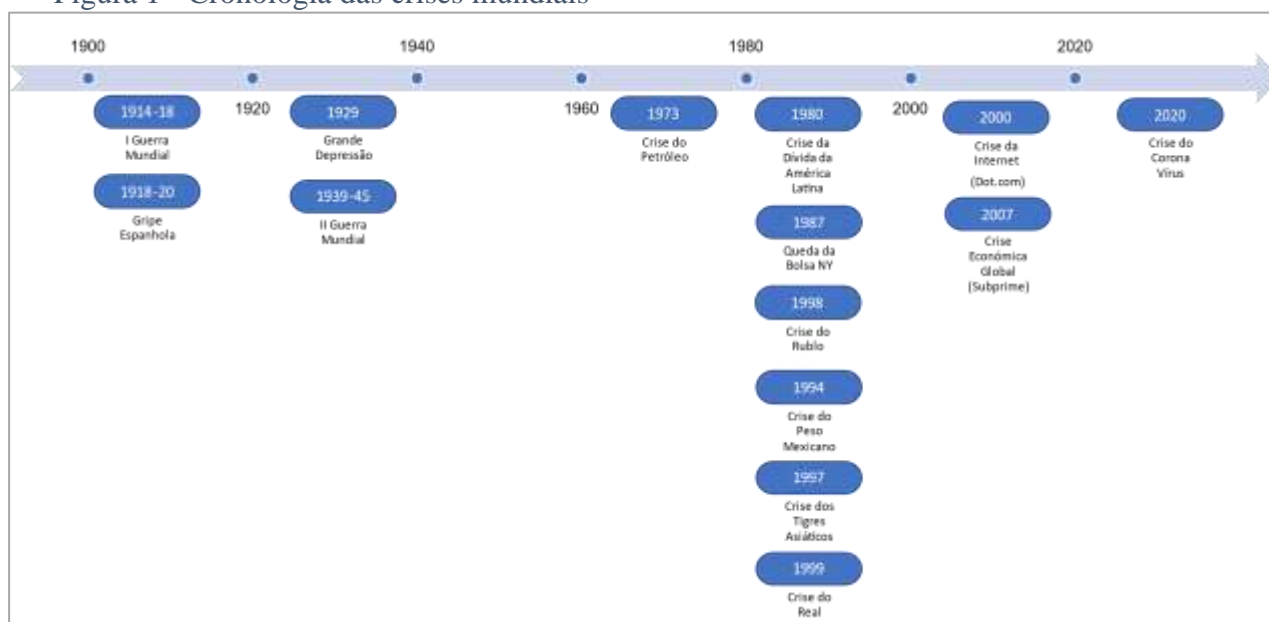 Figura 1 - Cronologia das crises mundiais
1900
1940
1980
2020
1920
1960
2000
1914-18
I Guerra
Mundial
1918-20
Gripe
Espanhola
1929
Grande
Depressão
1939-45
II Guerra
Mundial
1973
Crise do
Petróleo
1980
Crise da
Dívida da
América
Latina
1987
Queda da
Bolsa NY
1998
Crise do
Rublo
1994
Crise do
Peso
Mexicano
1997
Crise dos
Tigres
Asiáticos
1999
Crise do
Real
2000
Crise da
Internet
(Dot.com)
2007
Crise
Económica
Global
(Subprime)
2020
Crise do
Corona
Vírus